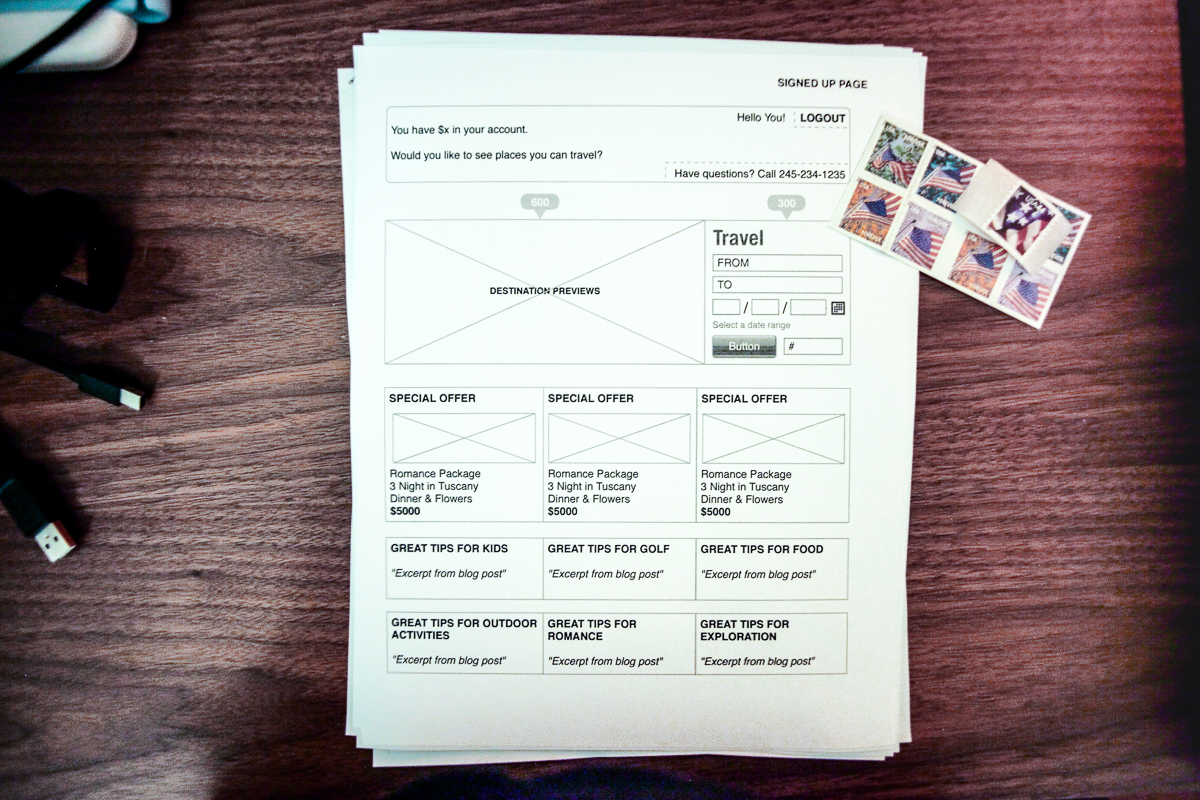 SIGNED UP PAGE
Hello You! LOGOUT
You have $x in your account.
Would you like to see places you can travel?
Have questions? Call 245-234-1235
600
300
DESTINATION PREVIEWS
Travel
FROM
TO
/ /
Select a date range
Button #
SPECIAL OFFER
Romance Package
3 Night in Tuscany
Dinner & Flowers
$5000
SPECIAL OFFER
Romance Package
3 Night in Tuscany
Dinner & Flowers
$5000
SPECIAL OFFER
Romance Package
3 Night in Tuscany
Dinner & Flowers
$5000
GREAT TIPS FOR KIDS
"Excerpt from blog post"
GREAT TIPS FOR GOLF
"Excerpt from blog post"
GREAT TIPS FOR FOOD
"Excerpt from blog post"
GREAT TIPS FOR OUTDOOR
ACTIVITIES
"Excerpt from blog post"
GREAT TIPS FOR
ROMANCE
"Excerpt from blog post"
GREAT TIPS FOR
EXPLORATION
"Excerpt from blog post"
FOREVER